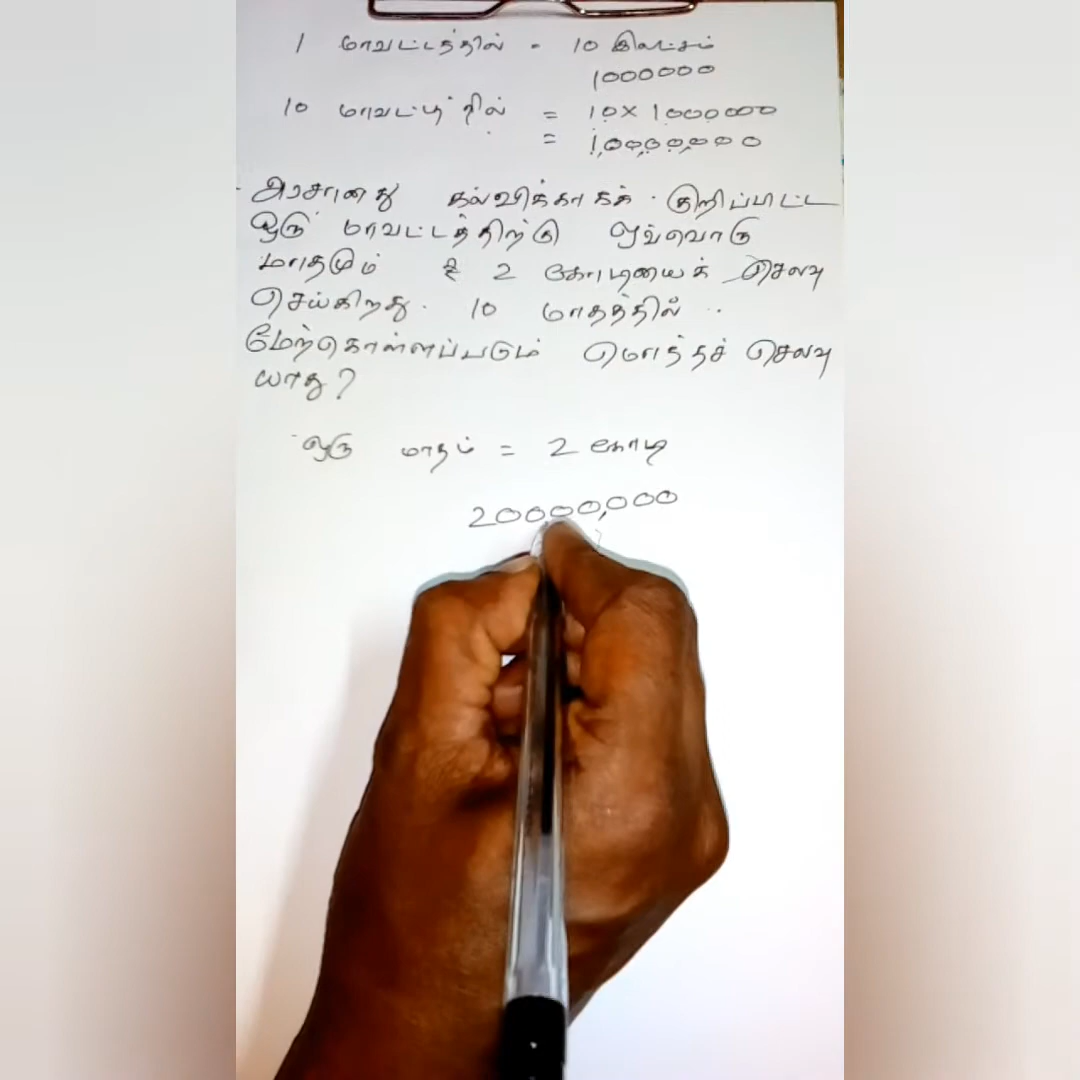 1 மாவட்டத்தில் = 10 இலட்சம்
1000000
10 மாவட்டத்தில் = 10 × 1000000
= 1,00,00,000
அரசானது கல்விக்காகக் குறிப்பிட்ட
ஒரு மாவட்டத்திற்கு ஒவ்வொரு
மாதமும் ₹ 2 கோடியைக் செலவு
செய்கிறது. 10 மாதத்தில்
மேற்கொள்ளப்படும் மொத்தச் செலவு
யாது?
ஒரு மாதம் = 2 கோடி
20000,000